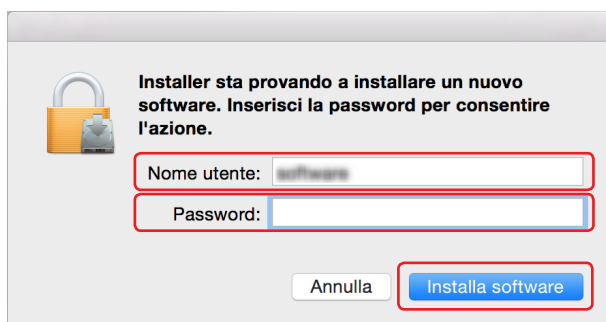 Installer sta provando a installare un nuovo
software. Inserisci la password per consentire
l'azione.
Nome utente:
Password:
Annulla
Installa software